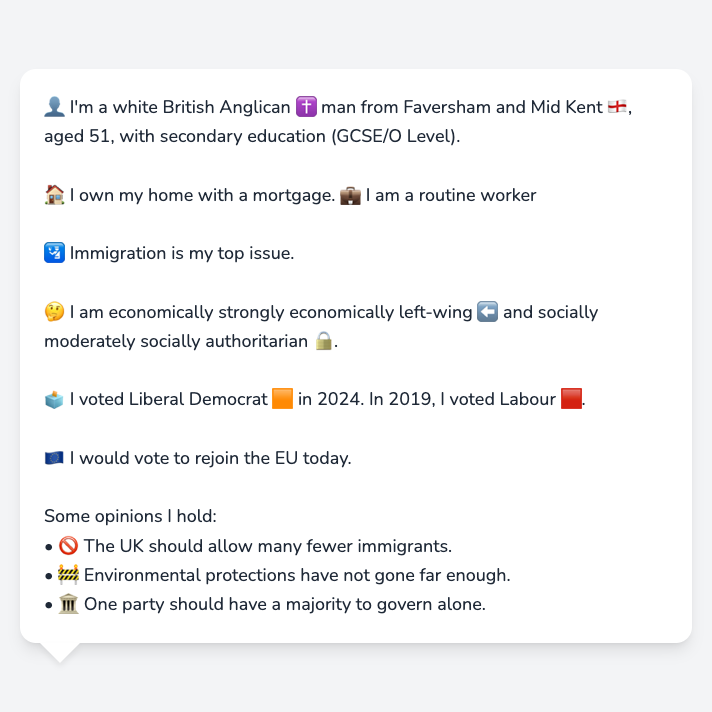 👤 I'm a white British Anglican ✝️ man from Faversham and Mid Kent 🏴󠁧󠁢󠁥󠁮󠁧󠁿,
aged 51, with secondary education (GCSE/O Level).
🏠 I own my home with a mortgage. 💼 I am a routine worker
🛂 Immigration is my top issue.
🤔 I am economically strongly economically left-wing ⬅️ and socially
moderately socially authoritarian 🔒.
🗳️ I voted Liberal Democrat 🟧 in 2024. In 2019, I voted Labour 🟥.
🇪🇺 I would vote to rejoin the EU today.
Some opinions I hold:
• 🚫 The UK should allow many fewer immigrants.
• 🚧 Environmental protections have not gone far enough.
• 🏛️ One party should have a majority to govern alone.